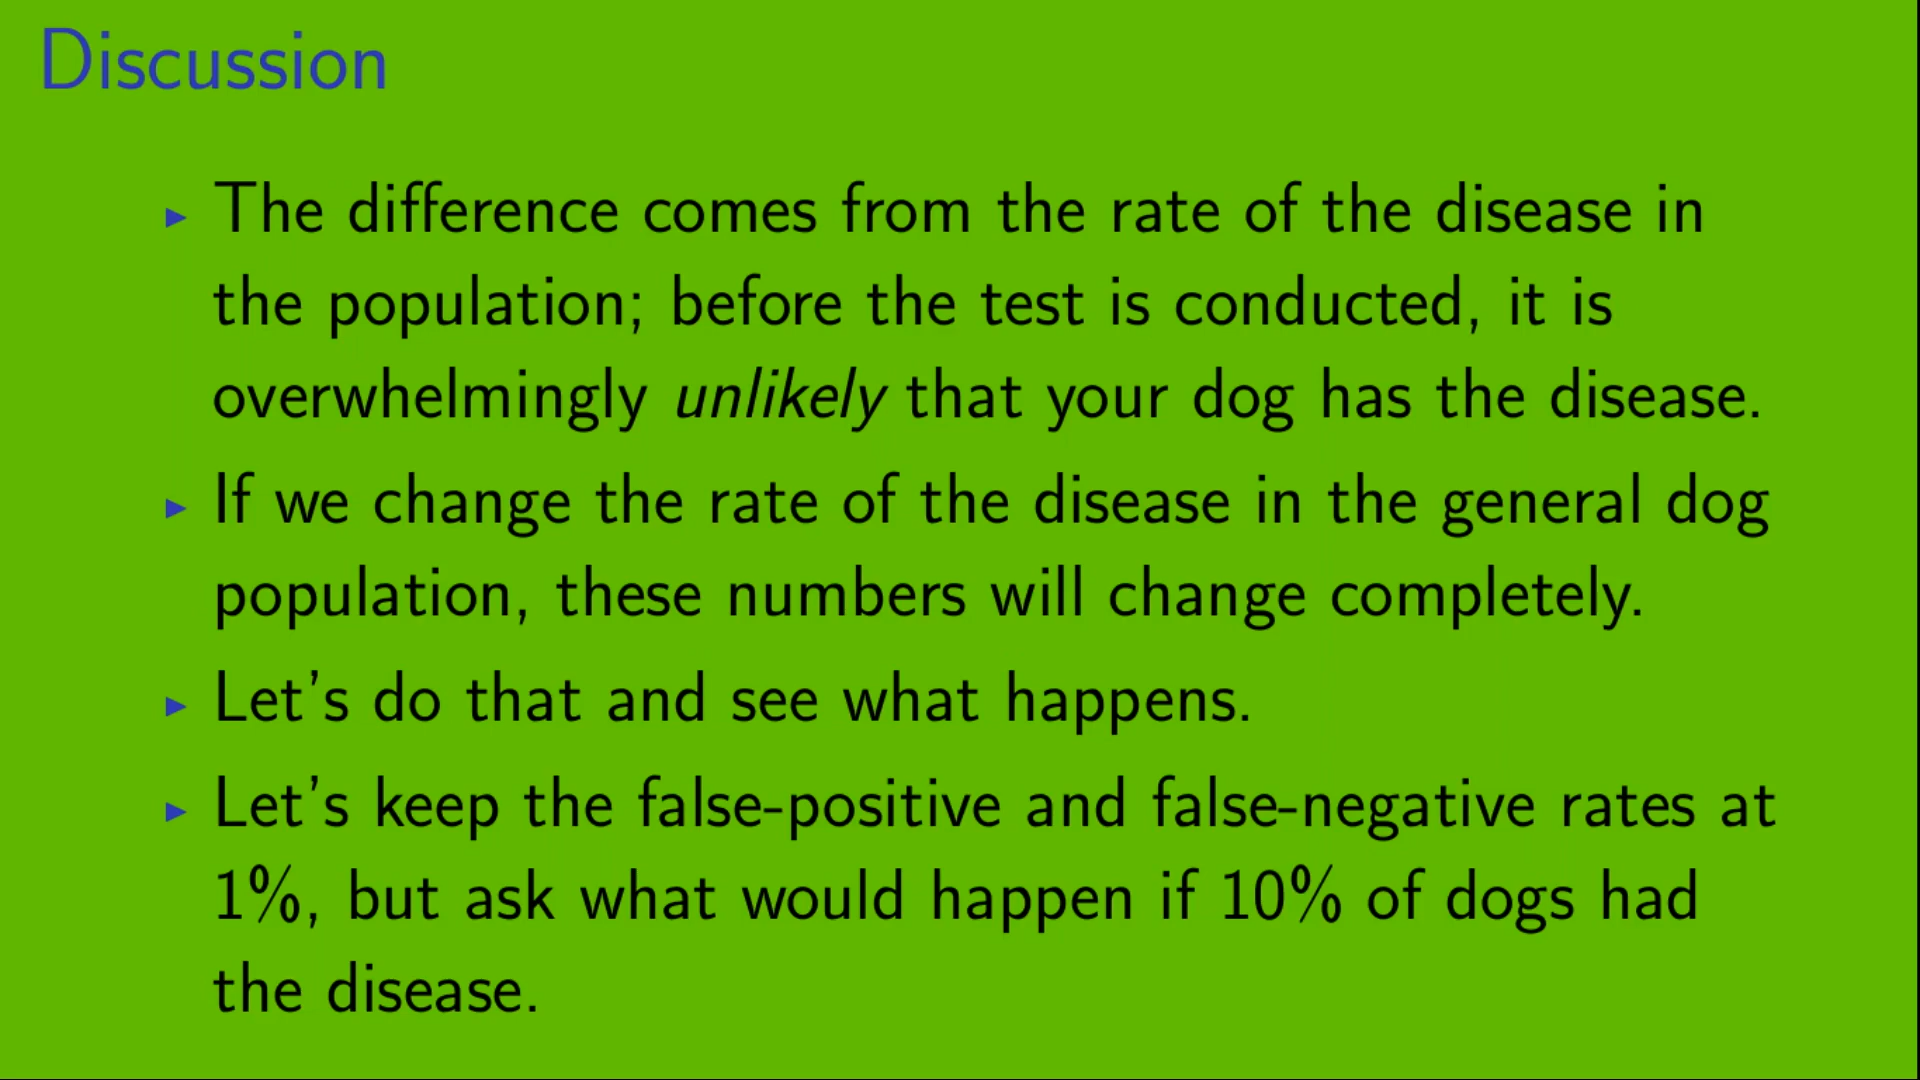 Discussion
▶ The difference comes from the rate of the disease in
the population; before the test is conducted, it is
overwhelmingly unlikely that your dog has the disease.
▶ If we change the rate of the disease in the general dog
population, these numbers will change completely.
▶ Let's do that and see what happens.
▶ Let's keep the false-positive and false-negative rates at
1%, but ask what would happen if 10% of dogs had
the disease.